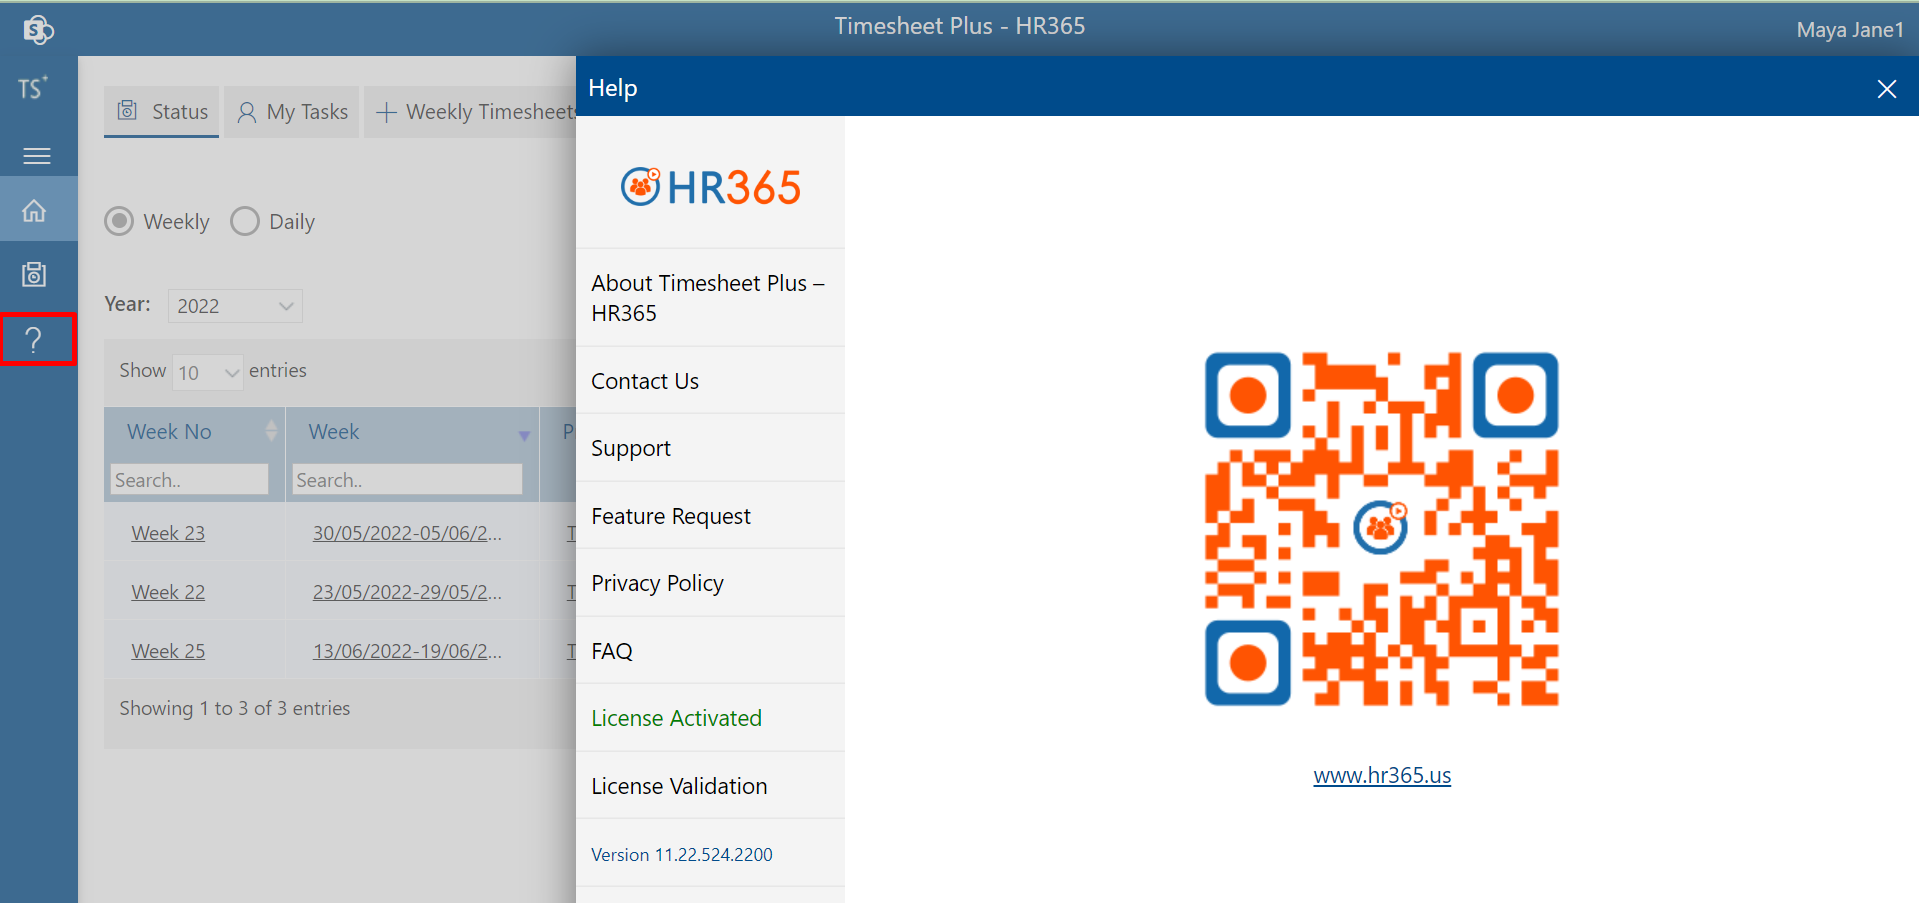 Timesheet Plus - HR365
Maya Jane1
S
TS+
Help
Status
My Tasks
Weekly Timesheets
Weekly
Daily
Year:
2022
Show 10 entries
Week No
Week
P
Search..
Search..
Week 23
30/05/2022-05/06/2...
T
Week 22
23/05/2022-29/05/2...
T
Week 25
13/06/2022-19/06/2...
T
Showing 1 to 3 of 3 entries
?
HR365
About Timesheet Plus –
HR365
Contact Us
Support
Feature Request
Privacy Policy
FAQ
License Activated
License Validation
Version 11.22.524.2200
www.hr365.us